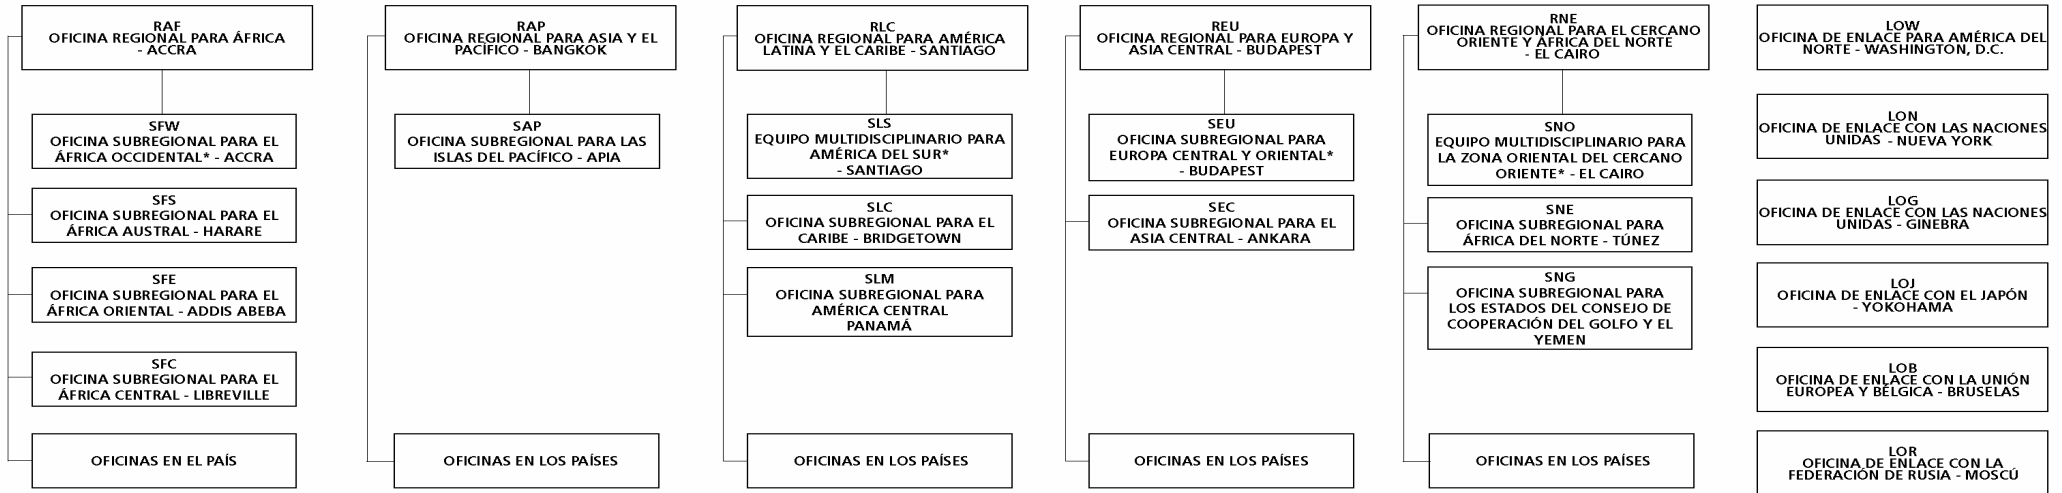 RAF
OFICINA REGIONAL PARA ÁFRICA
- ACCRA
SFW
OFICINA SUBREGIONAL PARA EL
ÁFRICA OCCIDENTAL* - ACCRA
SFS
OFICINA SUBREGIONAL PARA EL
ÁFRICA AUSTRAL - HARARE
SFE
OFICINA SUBREGIONAL PARA EL
ÁFRICA ORIENTAL - ADDIS ABEBA
SFC
OFICINA SUBREGIONAL PARA EL
ÁFRICA CENTRAL - LIBREVILLE
OFICINAS EN EL PAÍS
RAP
OFICINA REGIONAL PARA ASIA Y EL
PACÍFICO - BANGKOK
SAP
OFICINA SUBREGIONAL PARA LAS
ISLAS DEL PACÍFICO - APIA
OFICINAS EN LOS PAÍSES
RLC
OFICINA REGIONAL PARA AMÉRICA
LATINA Y EL CARIBE - SANTIAGO
SLS
EQUIPO MULTIDISCIPLINARIO PARA
AMÉRICA DEL SUR*
- SANTIAGO
SLC
OFICINA SUBREGIONAL PARA EL
CARIBE - BRIDGETOWN
SLM
OFICINA SUBREGIONAL PARA
AMÉRICA CENTRAL
PANAMÁ
OFICINAS EN LOS PAÍSES
REU
OFICINA REGIONAL PARA EUROPA Y
ASIA CENTRAL - BUDAPEST
SEU
OFICINA SUBREGIONAL PARA
EUROPA CENTRAL Y ORIENTAL*
- BUDAPEST
SEC
OFICINA SUBREGIONAL PARA EL
ASIA CENTRAL - ANKARA
OFICINAS EN LOS PAÍSES
RNE
OFICINA REGIONAL PARA EL CERCANO
ORIENTE Y ÁFRICA DEL NORTE
- EL CAIRO
SNO
EQUIPO MULTIDISCIPLINARIO PARA
LA ZONA ORIENTAL DEL CERCANO
ORIENTE* - EL CAIRO
SNE
OFICINA SUBREGIONAL PARA
ÁFRICA DEL NORTE - TÚNEZ
SNG
OFICINA SUBREGIONAL PARA
LOS ESTADOS DEL CONSEJO DE
COOPERACIÓN DEL GOLFO Y EL
YEMEN
OFICINAS EN LOS PAÍSES
LOW
OFICINA DE ENLACE PARA AMÉRICA DEL
NORTE - WASHINGTON, D.C.
LON
OFICINA DE ENLACE CON LAS NACIONES
UNIDAS - NUEVA YORK
LOG
OFICINA DE ENLACE CON LAS NACIONES
UNIDAS - GINEBRA
LOJ
OFICINA DE ENLACE CON EL JAPÓN
- YOKOHAMA
LOB
OFICINA DE ENLACE CON LA UNIÓN
EUROPEA Y BÉLGICA - BRUSELAS
LOR
OFICINA DE ENLACE CON LA
FEDERACIÓN DE RUSIA - MOSCÚ